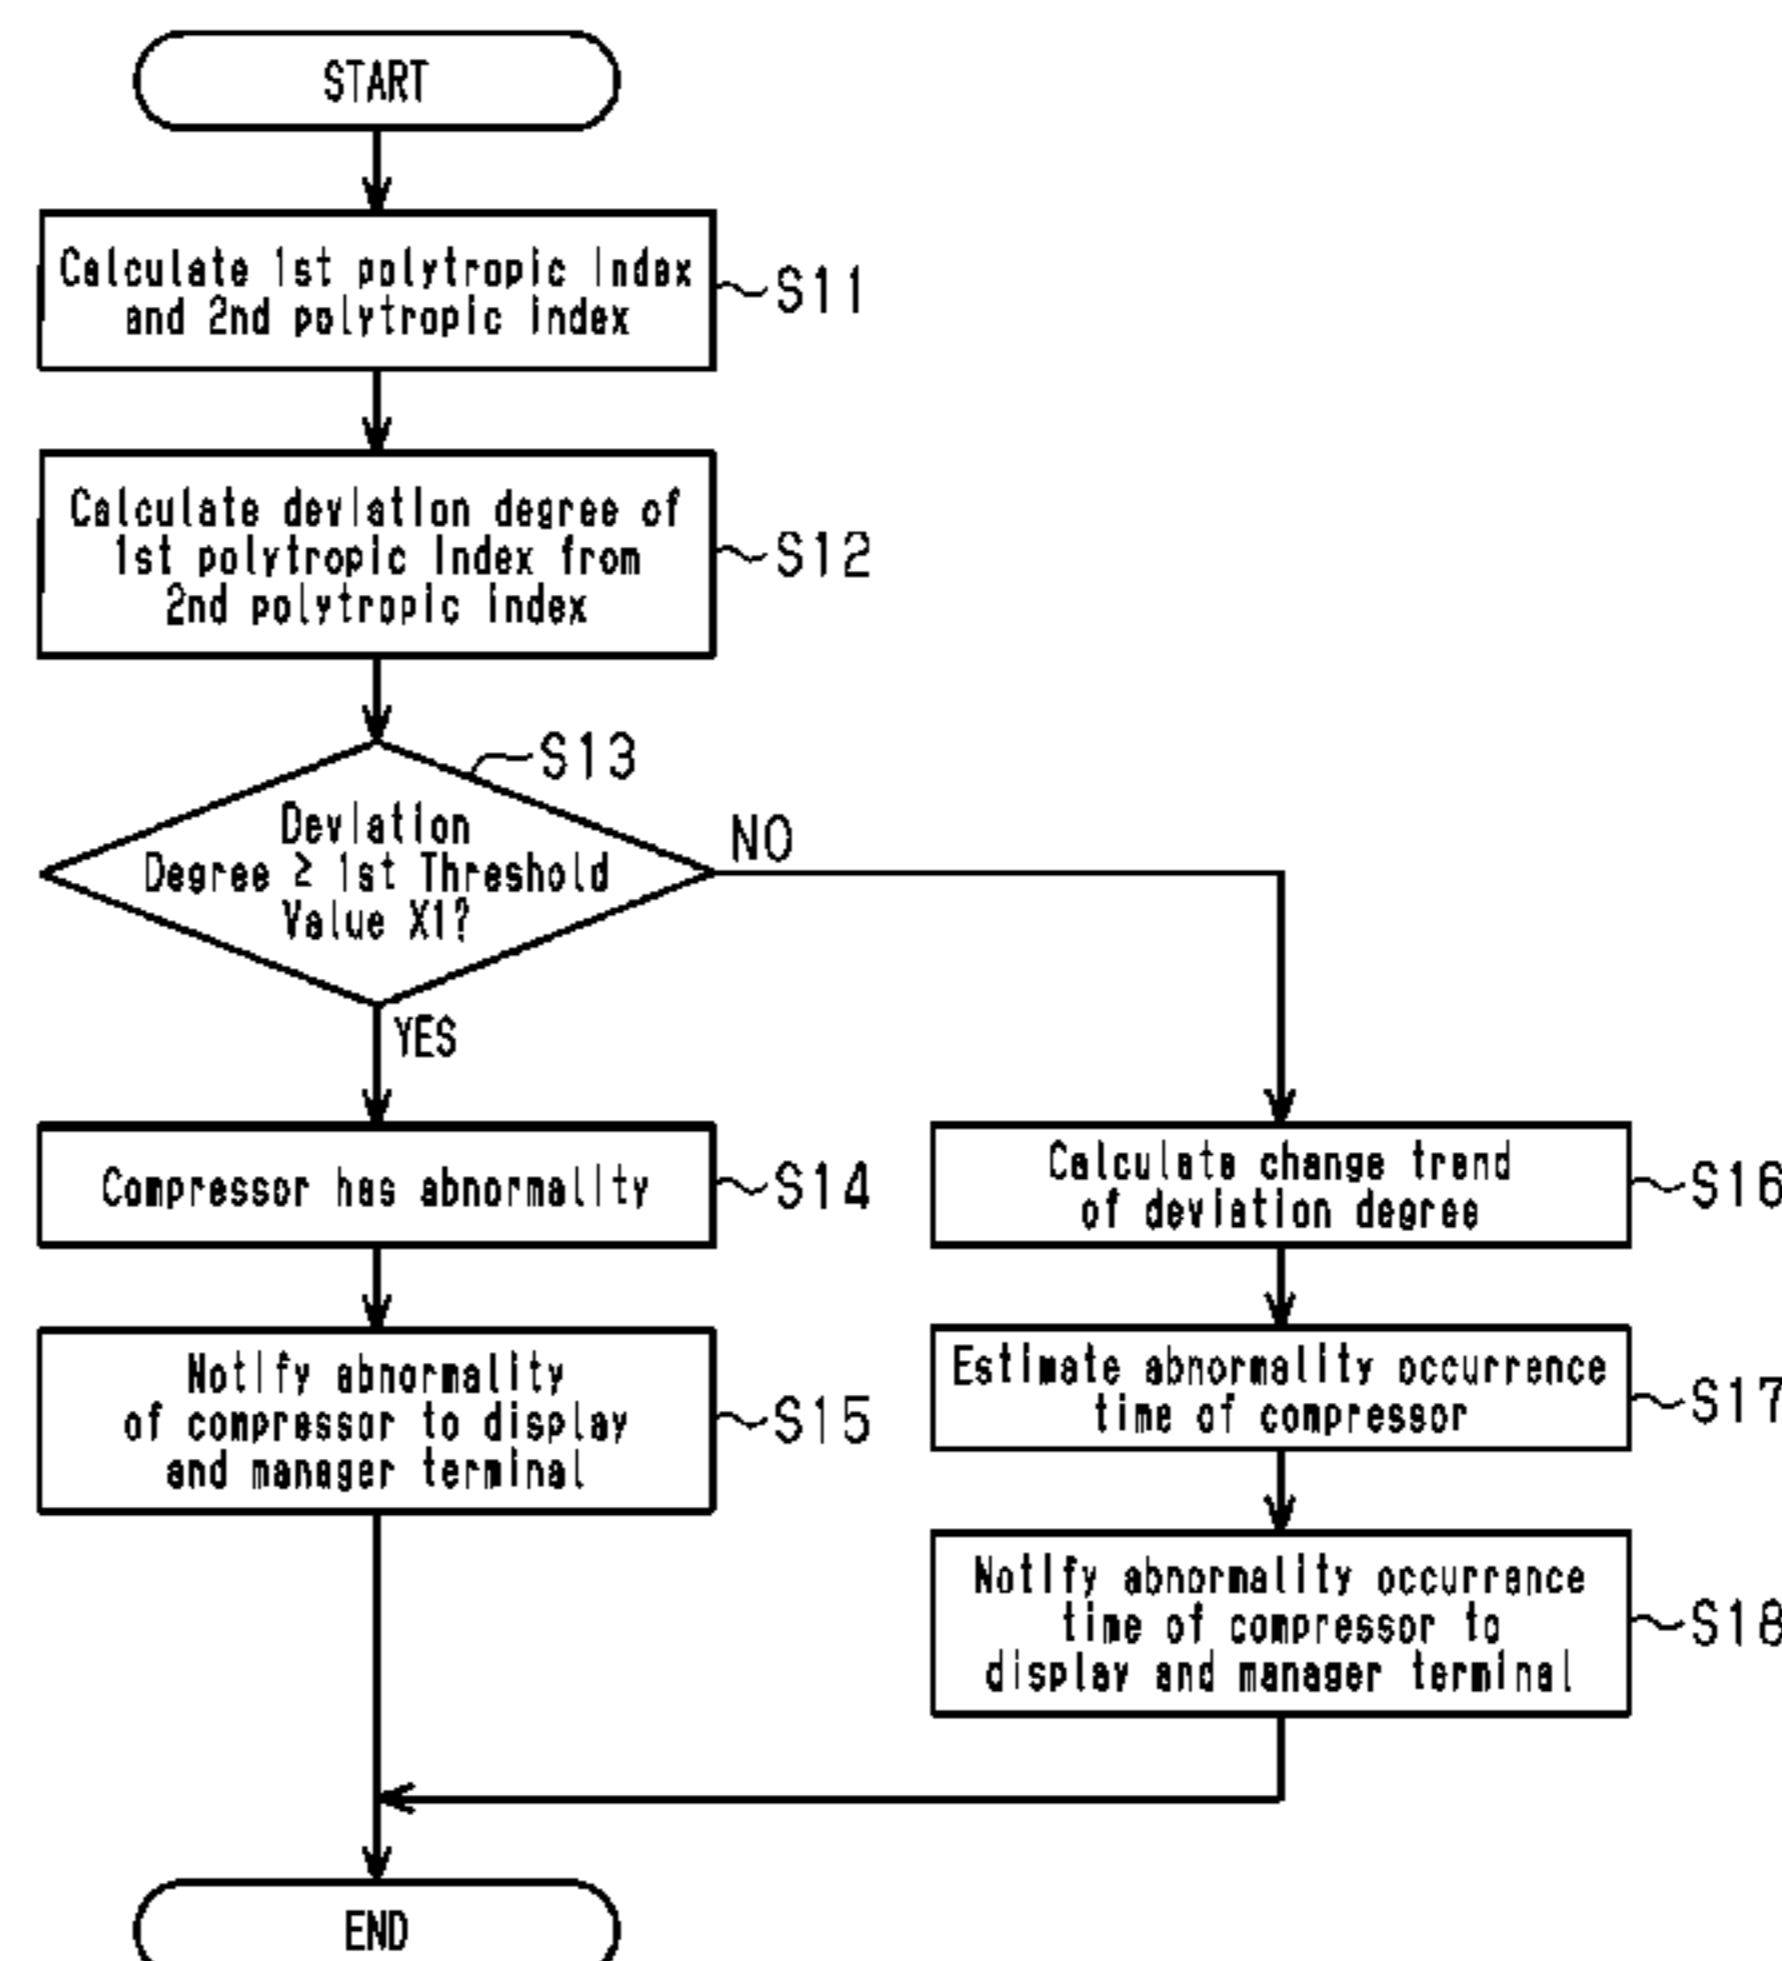 START
Calculate 1st polytropic index
and 2nd polytropic index
S11
Calculate deviation degree of
1st polytropic index from
2nd polytropic index
S12
S13
Deviation
Degree ≥ 1st Threshold
Value X1?
NO
YES
Compressor has abnormality
S14
Notify abnormality
of compressor to display
and manager terminal
S15
Calculate change trend
of deviation degree
S16
Estimate abnormality occurrence
time of compressor
S17
Notify abnormality occurrence
time of compressor to
display and manager terminal
S18
END